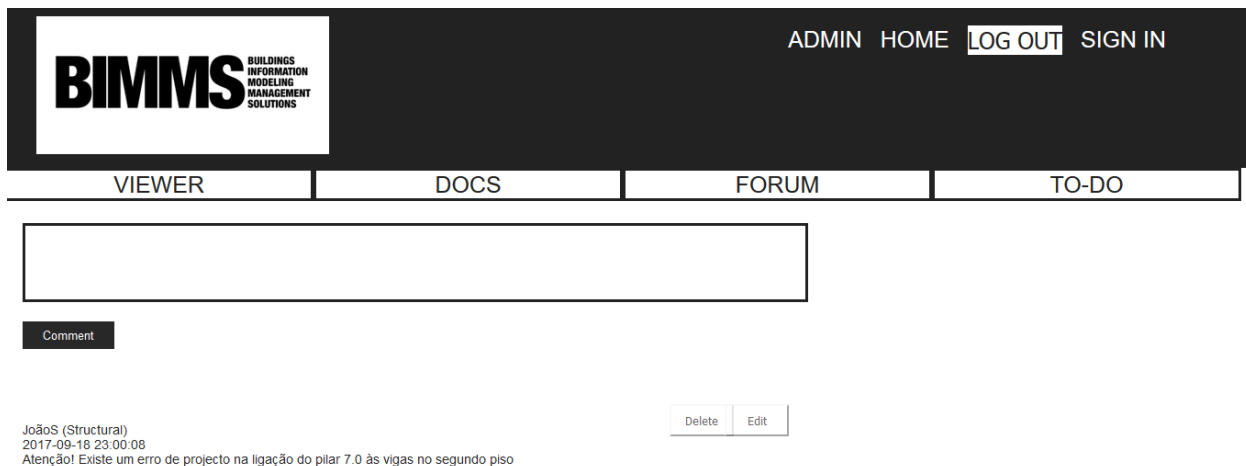 BIMMS
BUILDINGS
INFORMATION
MODELING
MANAGEMENT
SOLUTIONS
ADMIN HOME LOG OUT SIGN IN
VIEWER DOCS FORUM TO-DO
Comment
Delete Edit
JoãoS (Structural)
2017-09-18 23:00:08
Atenção! Existe um erro de projecto na ligação do pilar 7.0 às vigas no segundo piso